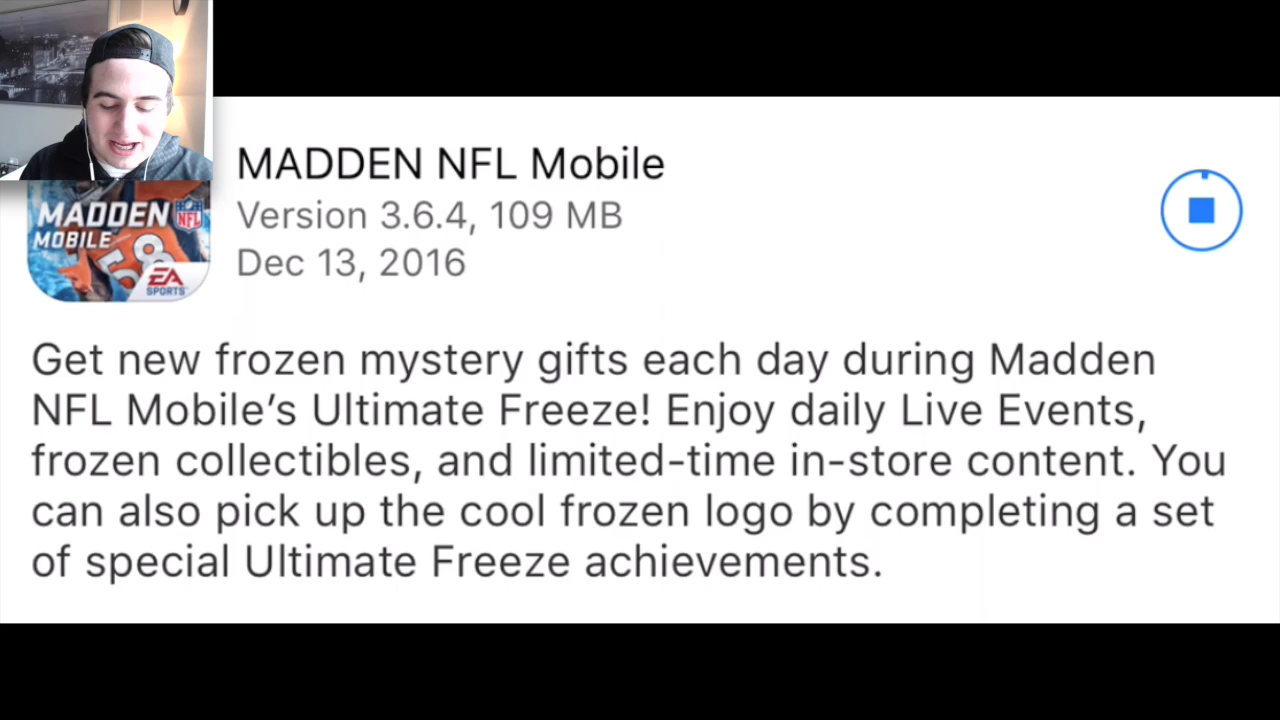 MADDEN NFL Mobile
Version 3.6.4, 109 MB
Dec 13, 2016
MADDEN NFL
MOBILE
58
EA
SPORTS
Get new frozen mystery gifts each day during Madden
NFL Mobile’s Ultimate Freeze! Enjoy daily Live Events,
frozen collectibles, and limited-time in-store content. You
can also pick up the cool frozen logo by completing a set
of special Ultimate Freeze achievements.